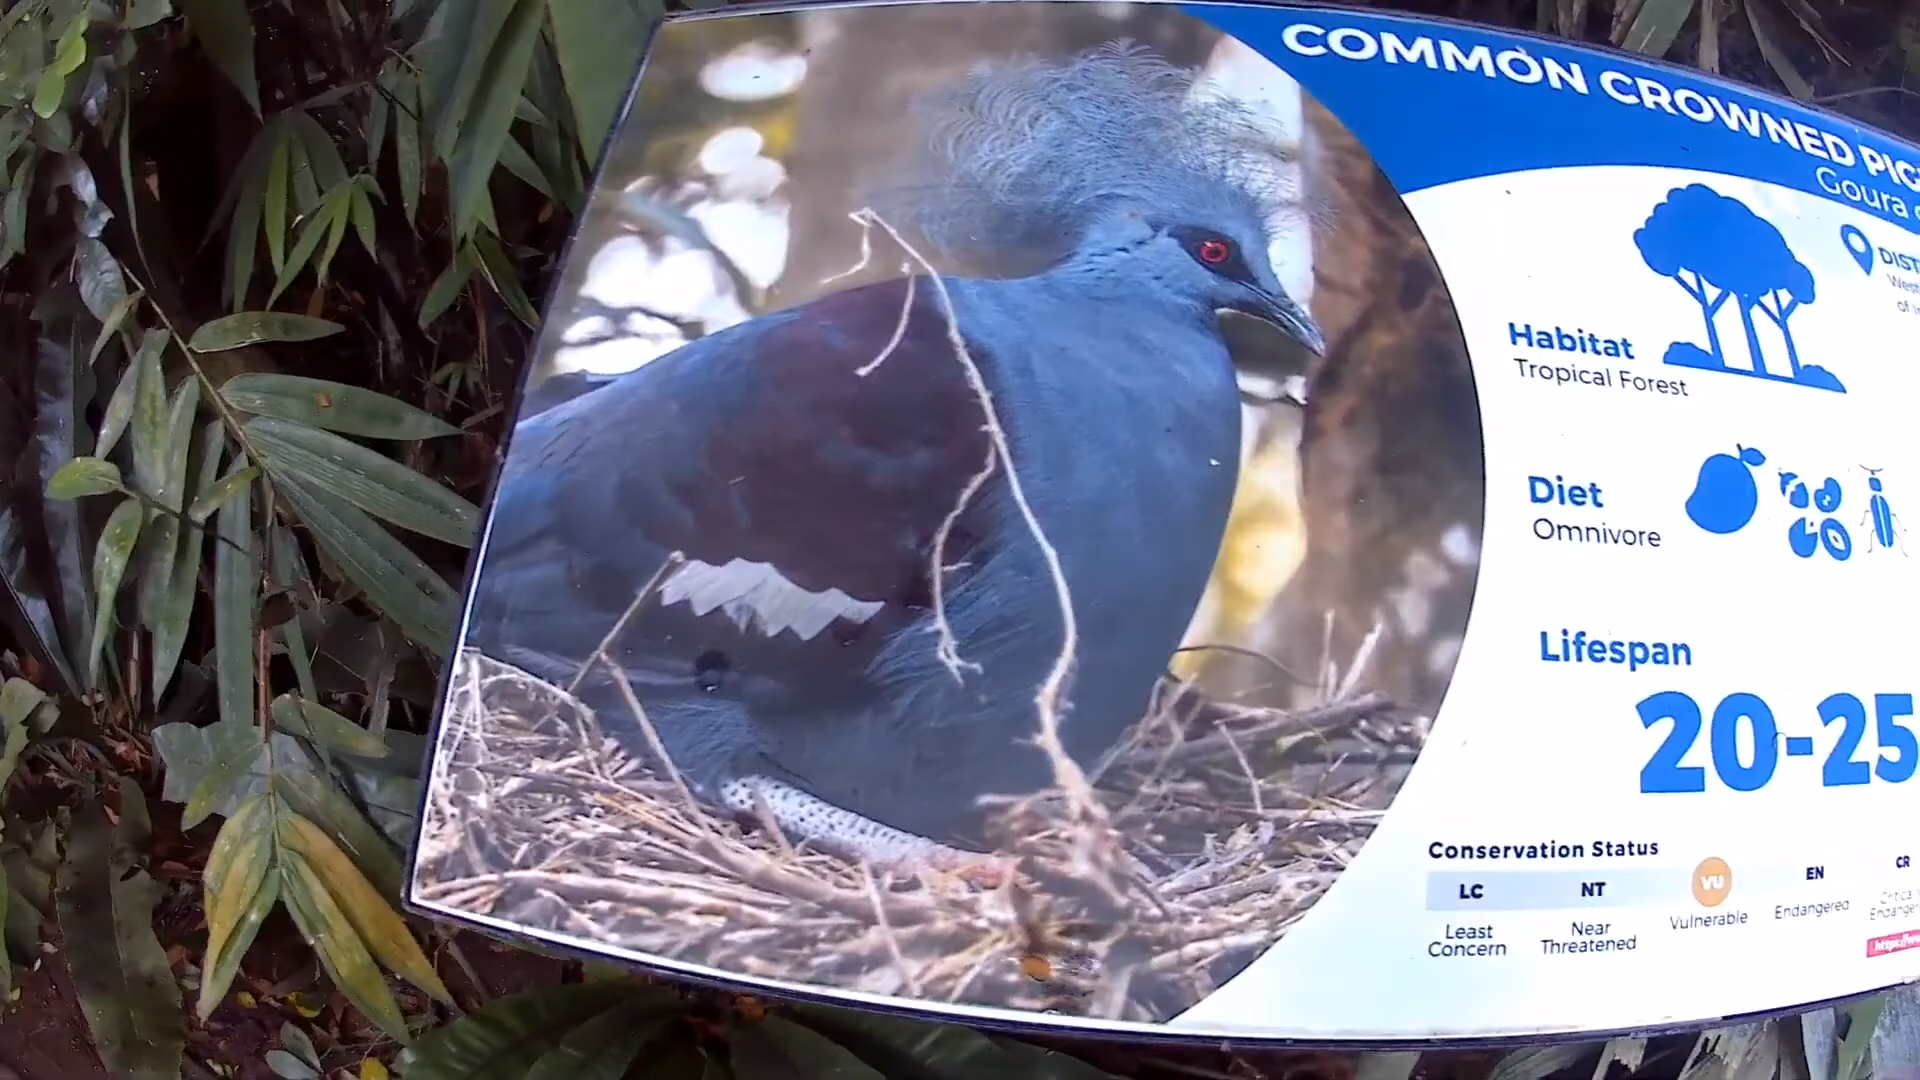 COMMON CROWNED
Goura
Habitat
Tropical Forest
Diet
Omnivore
Lifespan
20-25
Conservation Status
LC
NT
VU
EN
CR
Least
Concern
Near
Threatened
Vulnerable
Endangered